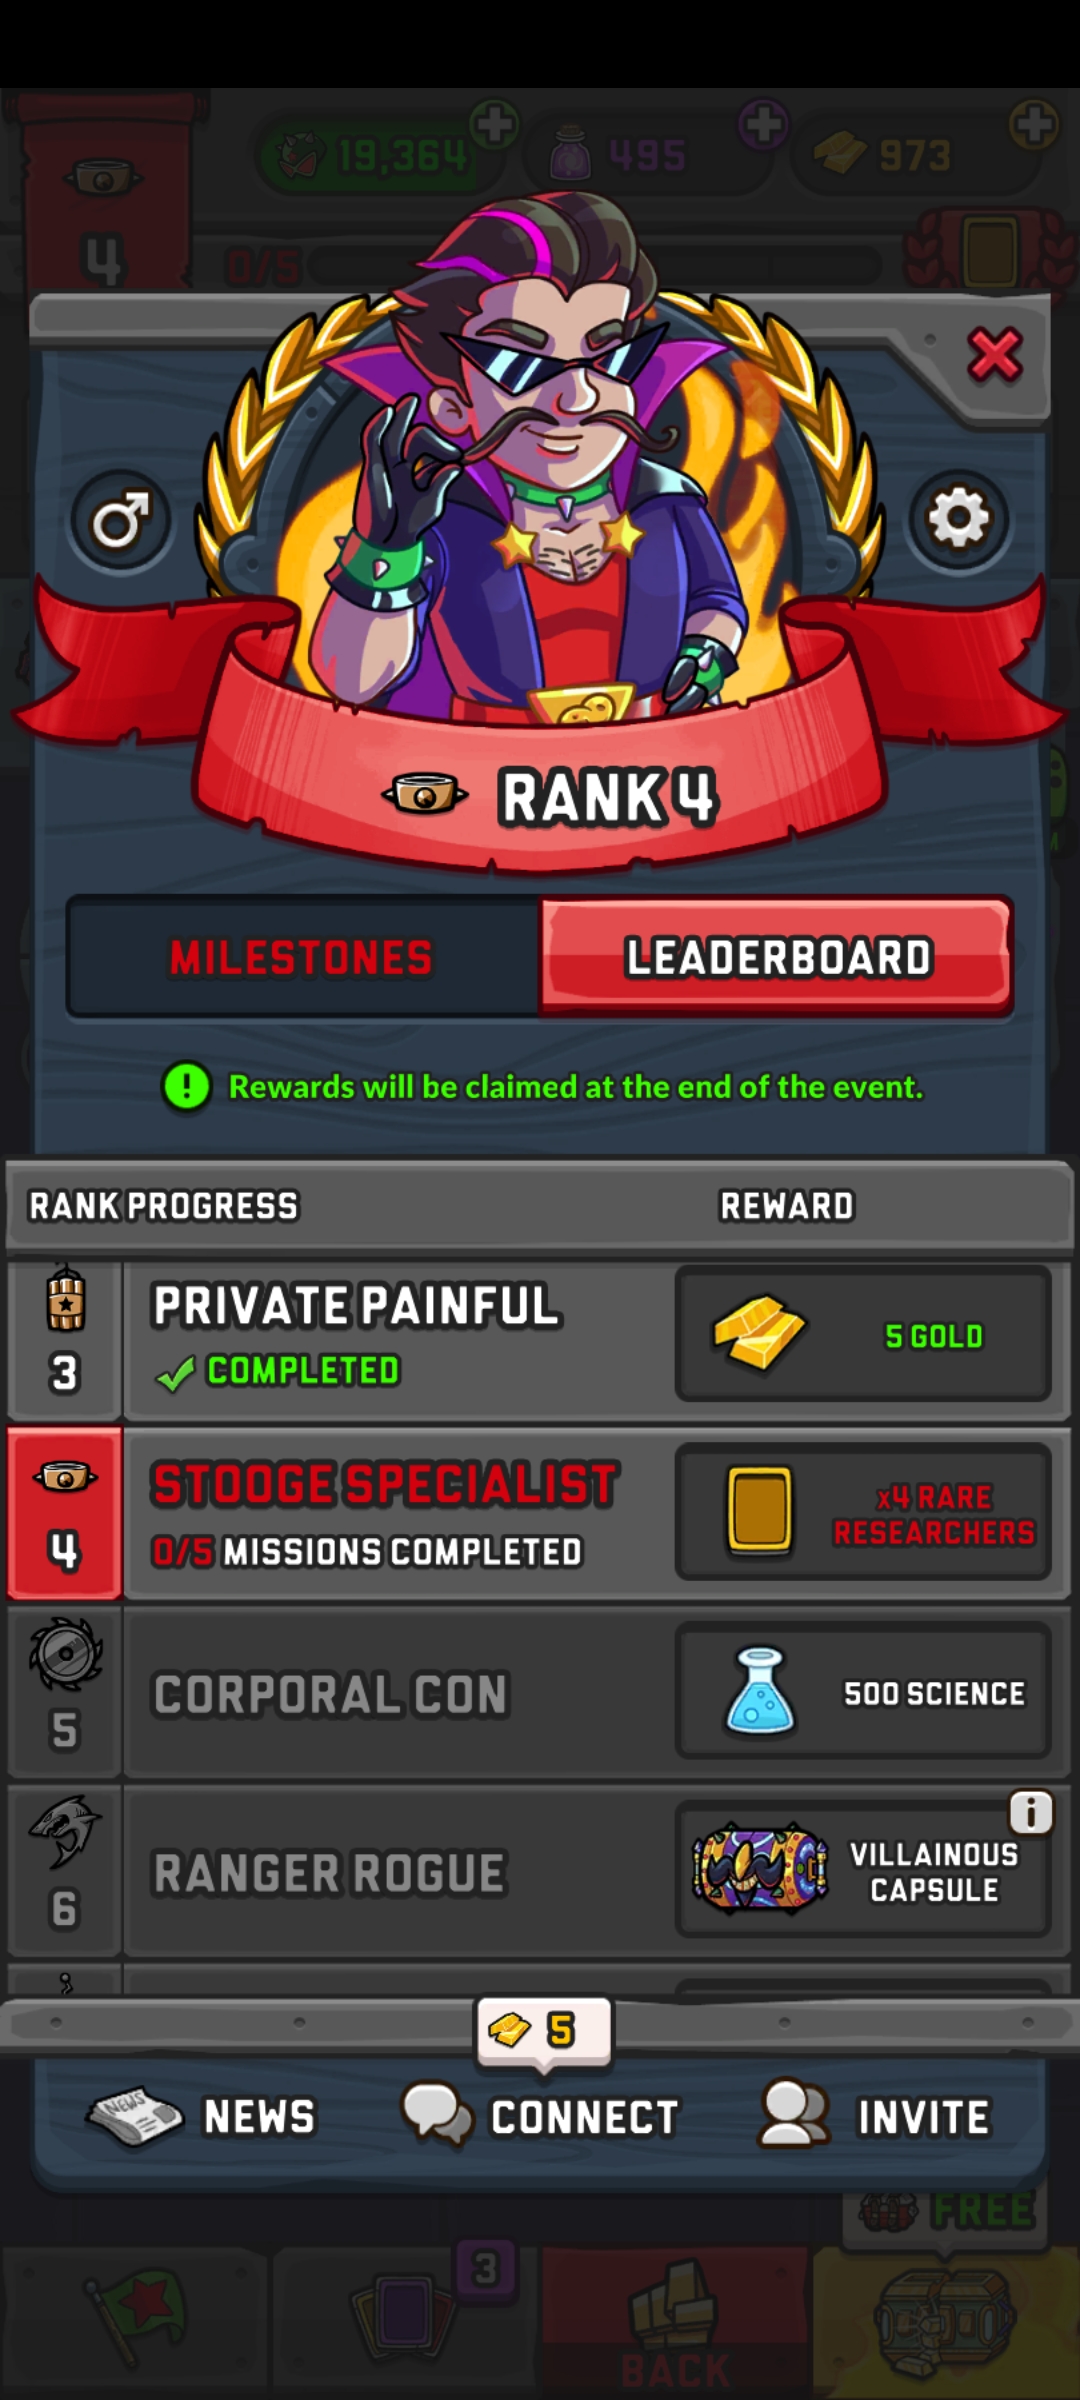 19,364
495
973
4
0/5
RANK 4
MILESTONES
LEADERBOARD
! Rewards will be claimed at the end of the event.
RANK PROGRESS
REWARD
3
PRIVATE PAINFUL
COMPLETED
5 GOLD
4
STOOGE SPECIALIST
0/5 MISSIONS COMPLETED
x4 RARE
RESEARCHERS
5
CORPORAL CON
500 SCIENCE
6
RANGER ROGUE
i
VILLAINOUS
CAPSULE
5
NEWS
NEWS
CONNECT
INVITE
FREE
3
BACK